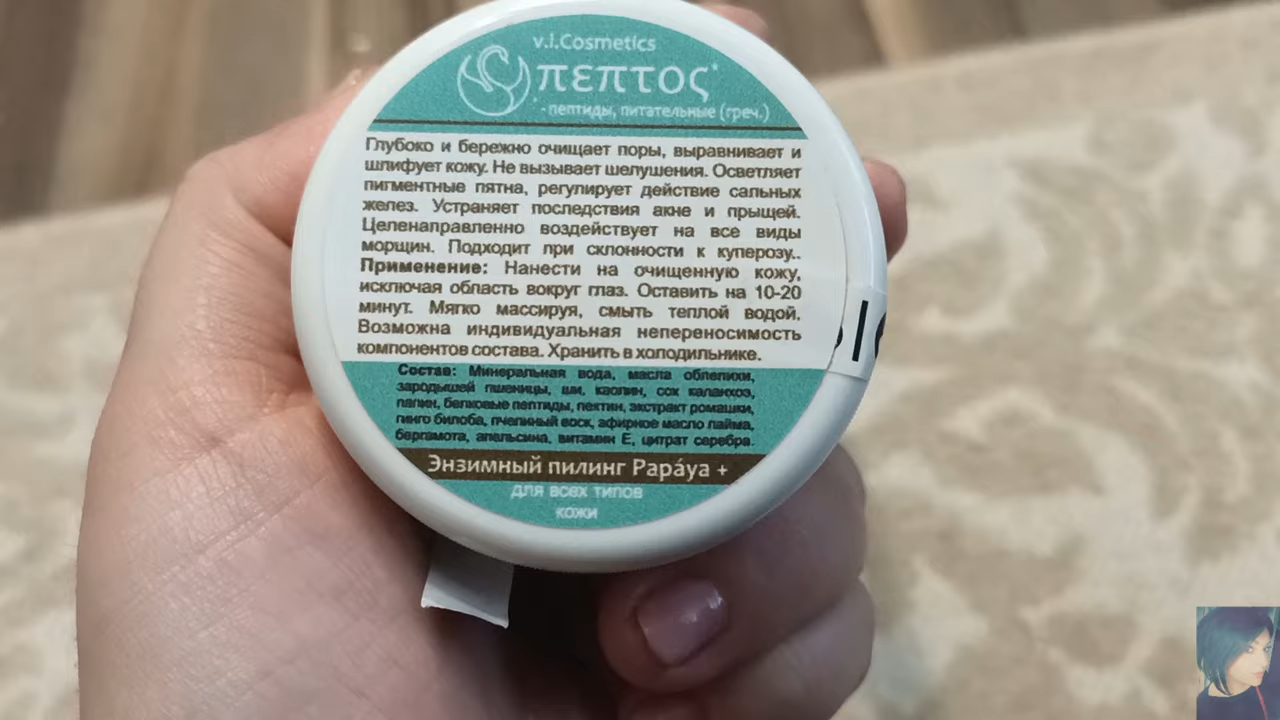 v.i.Cosmetics
πεπτος*
- пептиды, питательные (греч.)
Глубоко и бережно очищает поры, выравнивает и
шлифует кожу. Не вызывает шелушения. Осветляет
пигментные пятна, регулирует действие сальных
желез. Устраняет последствия акне и прыщей.
Целенаправленно воздействует на все виды
морщин. Подходит при склонности к куперозу..
Применение: Нанести на очищенную кожу,
исключая область вокруг глаз. Оставить на 10-20
минут. Мягко массируя, смыть теплой водой.
Возможна индивидуальная непереносимость
компонентов состава. Хранить в холодильнике.
Состав: Минеральная вода, масла облепихи,
зародышей пшеницы, ши, каолин, сок каланхоэ,
папин, белковые пептиды, пектин, экстракт ромашки,
гинго билоба, пчелиный воск, эфирное масло лайма,
бергамота, апельсина, витамин Е, цитрат серебра.
Энзимный пилинг Papáya +
для всех типов
кожи